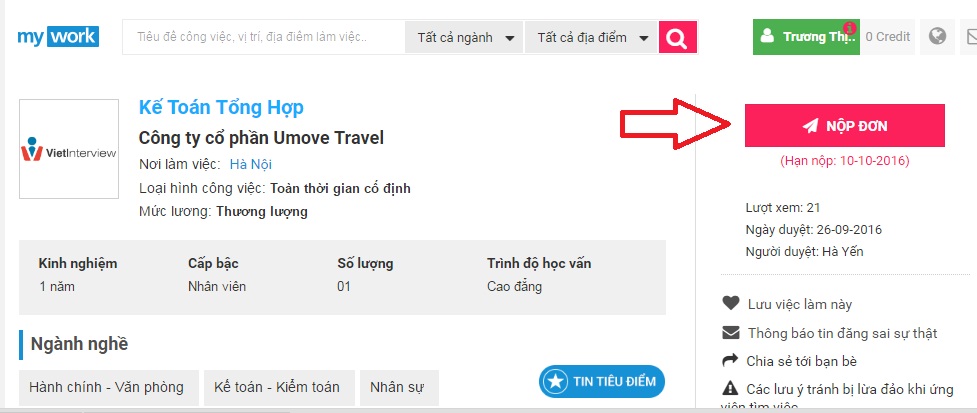 mywork
Tiêu đề công việc, vị trí, địa điểm làm việc..
Tất cả ngành
Tất cả địa điểm
Trương Thị..
0 Credit
VietInterview
Kế Toán Tổng Hợp
Công ty cổ phần Umove Travel
Nơi làm việc: Hà Nội
Loại hình công việc: Toàn thời gian cố định
Mức lương: Thương lượng
NỘP ĐƠN
(Hạn nộp: 10-10-2016)
Lượt xem: 21
Ngày duyệt: 26-09-2016
Người duyệt: Hà Yến
Kinh nghiệm
1 năm
Cấp bậc
Nhân viên
Số lượng
01
Trình độ học vấn
Cao đẳng
Ngành nghề
Hành chính - Văn phòng
Kế toán - Kiểm toán
Nhân sự
TIN TIÊU ĐIỂM
Lưu việc làm này
Thông báo tin đăng sai sự thật
Chia sẻ tới bạn bè
Các lưu ý tránh bị lừa đảo khi ứng
viên tìm việc